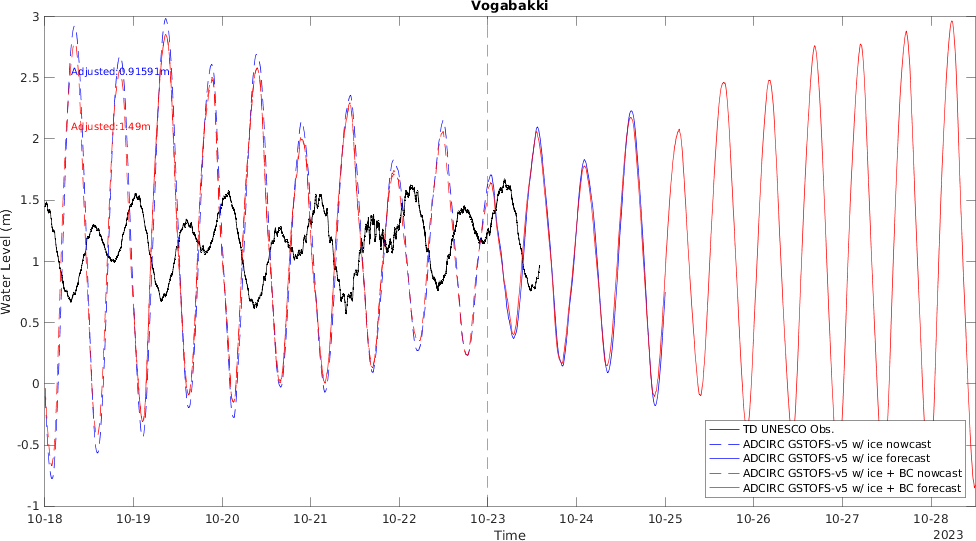 Vogabakki
Water Level (m)
3
2.5
2
1.5
1
0.5
0
-0.5
-1
Adjusted:0.91591m
Adjusted:1.49m
TD UNESCO Obs.
ADCIRC GSTOFS-v5 w/ ice nowcast
ADCIRC GSTOFS-v5 w/ ice forecast
ADCIRC GSTOFS-v5 w/ ice + BC nowcast
ADCIRC GSTOFS-v5 w/ ice + BC forecast
10-18 10-19 10-20 10-21 10-22 10-23 10-24 10-25 10-26 10-27 10-28
Time
2023